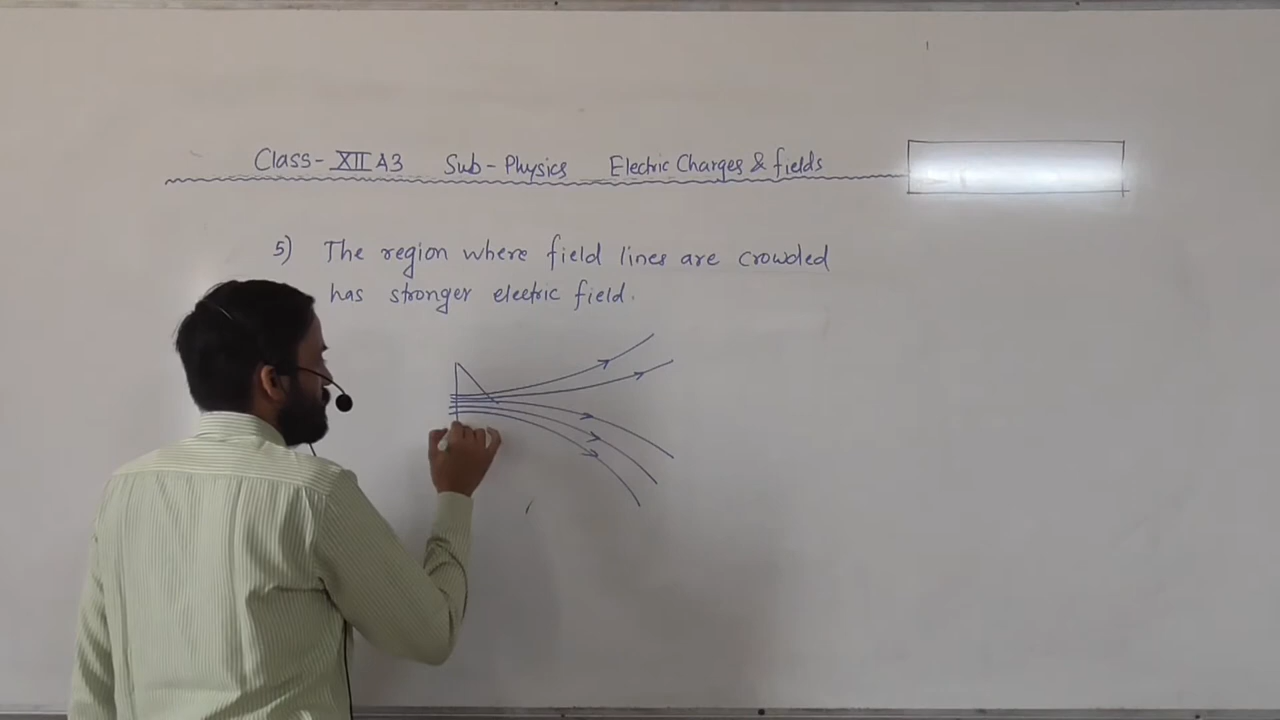 Class- XII A3 Sub- Physics Electric Charges & fields
5) The region where field lines are crowded
has stronger electric field.